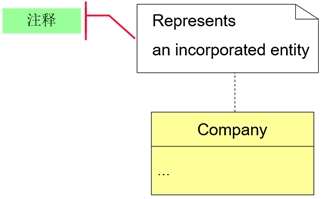 注释
Represents
an incorporated entity
Company
...